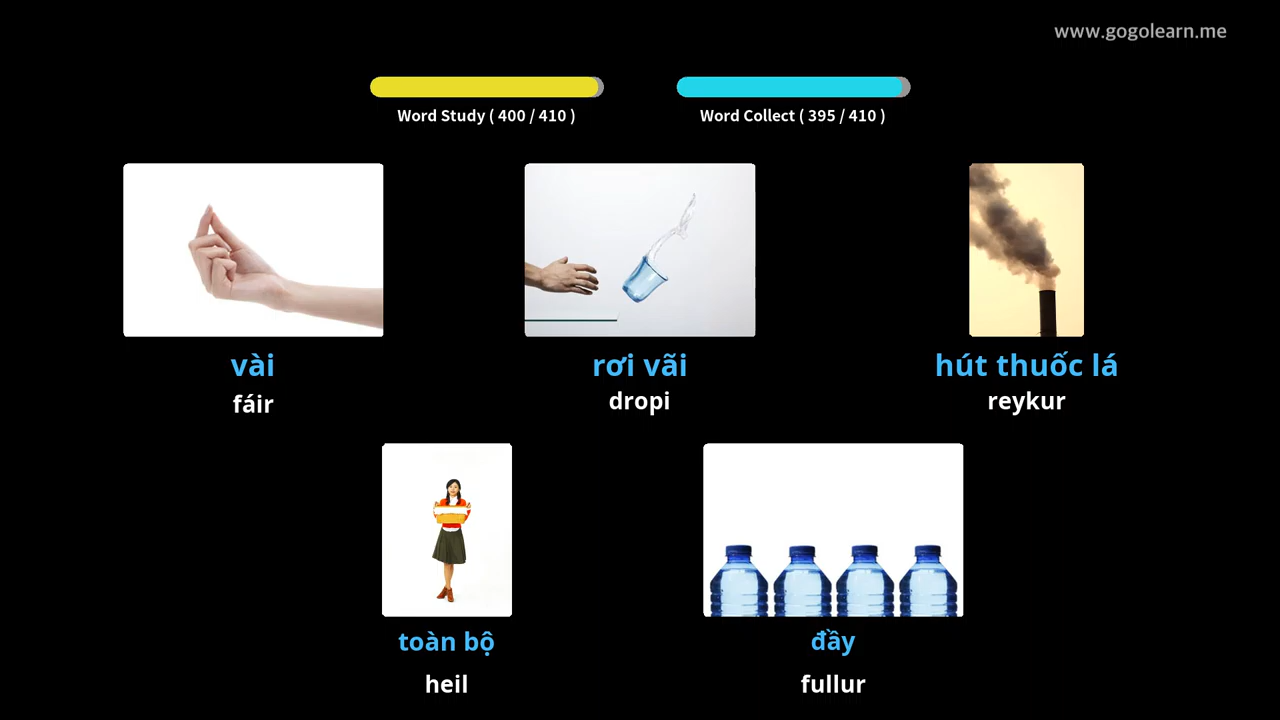 www.gogolearn.me
Word Study ( 400 / 410 )
Word Collect ( 395 / 410 )
vài
rơi vãi
hút thuốc lá
fáir
dropi
reykur
toàn bộ
đầy
heil
fullur